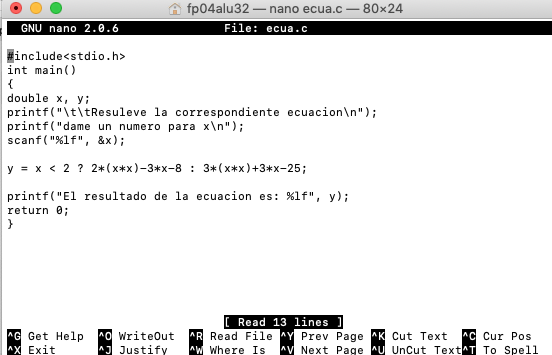 fp04alu32 — nano ecua.c — 80×24
GNU nano 2.0.6 File: ecua.c
#include<stdio.h>
int main()
{
double x, y;
printf("\t\tResuleve la correspondiente ecuacion\n");
printf("dame un numero para x\n");
scanf("%lf", &x);
y = x < 2 ? 2*(x*x)-3*x-8 : 3*(x*x)+3*x-25;
printf("El resultado de la ecuacion es: %lf", y);
return 0;
}
[ Read 13 lines ]
^G Get Help ^O WriteOut ^R Read File ^Y Prev Page ^K Cut Text ^C Cur Pos
^X Exit ^J Justify ^W Where Is ^V Next Page ^U UnCut Text ^T To Spell